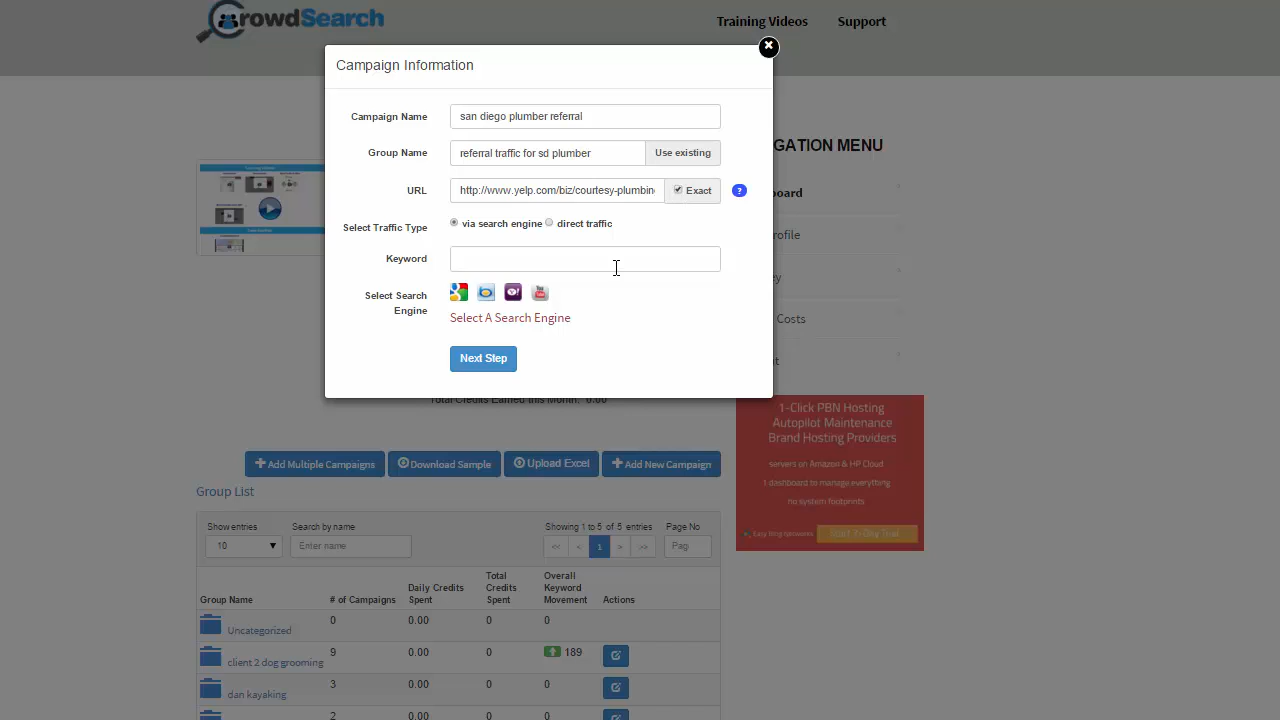 CrowdSearch
Training Videos
Support
Campaign Information
Campaign Name
san diego plumber referral
Group Name
referral traffic for sd plumber
Use existing
URL
http://www.yelp.com/biz/courtesy-plumbin
Exact
?
Select Traffic Type
via search engine
direct traffic
Keyword
Select Search
Engine
Select A Search Engine
Next Step
GATION MENU
board
rofile
y
Costs
t
Total Credits Earned this Month: 0.00
1-Click PBN Hosting
Autopilot Maintenance
Brand Hosting Providers
servers on Amazon & HP Cloud
1 dashboard to manage everything
no system footprints
Easy Blog Networks
Start 7-Day Trial
Add Multiple Campaigns
Download Sample
Upload Excel
Add New Campaign
Group List
Show entries
Search by name
Showing 1 to 5 of 5 entries
Page No
10
Enter name
<< < 1 > >>
Pag
Group Name
# of Campaigns
Daily Credits
Spent
Total
Credits
Spent
Overall
Keyword
Movement
Actions
Uncategorized 0 0.00 0 0
client 2 dog grooming 9 0.00 0 189
dan kayaking 3 0.00 0 0
2 0.00 0 0